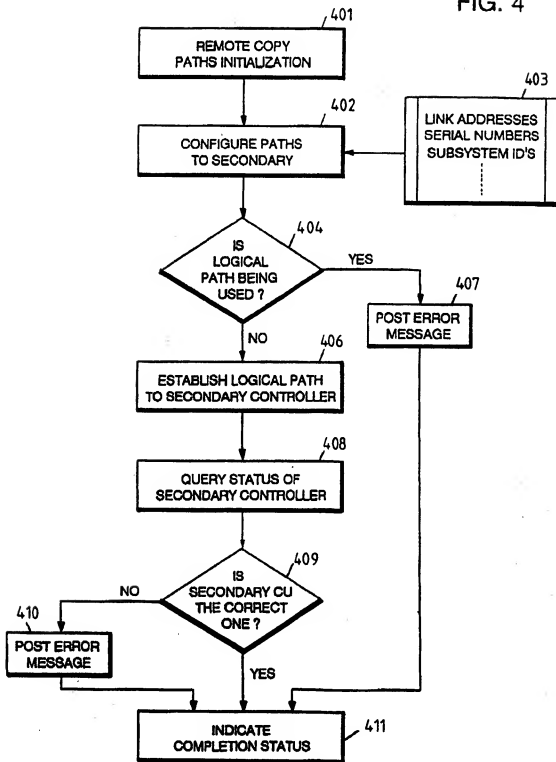 FIG. 4
401
REMOTE COPY
PATHS INITIALIZATION
402
CONFIGURE PATHS
TO SECONDARY
403
LINK ADDRESSES
SERIAL NUMBERS
SUBSYSTEM ID'S
404
IS
LOGICAL
PATH BEING
USED ?
YES
407
POST ERROR
MESSAGE
NO
406
ESTABLISH LOGICAL PATH
TO SECONDARY CONTROLLER
408
QUERY STATUS OF
SECONDARY CONTROLLER
409
IS
SECONDARY CU
THE CORRECT
ONE ?
NO
410
POST ERROR
MESSAGE
YES
INDICATE
COMPLETION STATUS
411